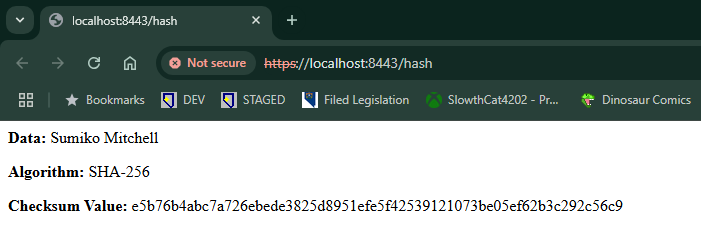 localhost:8443/hash
Not secure https://localhost:8443/hash
Bookmarks DEV STAGED Filed Legislation SlowthCat4202 - Pr... Dinosaur Comics
Data: Sumiko Mitchell
Algorithm: SHA-256
Checksum Value: e5b76b4abc7a726ebede3825d8951efe5f42539121073be05ef62b3c292c56c9